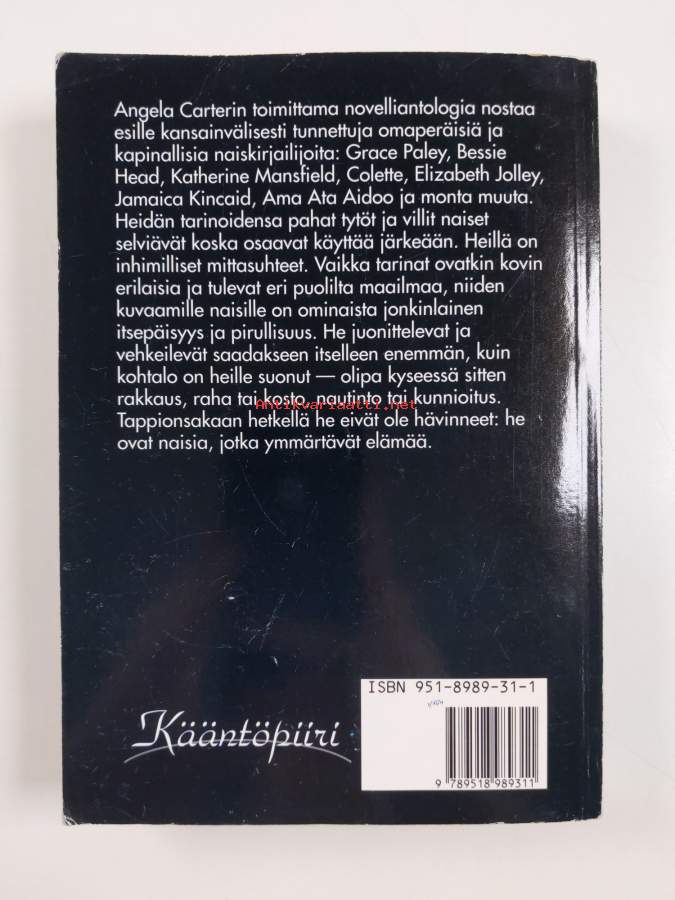 Angela Carterin toimittama novelliantologia nostaa
esille kansainvälisesti tunnettuja omaperäisiä ja
kapinallisia naiskirjailijoita: Grace Paley, Bessie
Head, Katherine Mansfield, Colette, Elizabeth Jolley,
Jamaica Kincaid, Ama Ata Aidoo ja monta muuta.
Heidän tarinoidensa pahat tytöt ja villit naiset
selviävät koska osaavat käyttää järkeään. Heillä on
inhimilliset mittasuhteet. Vaikka tarinat ovatkin kovin
erilaisia ja tulevat eri puolilta maailmaa, niiden
kuvaamille naisille on ominaista jonkinlainen
itsepäisyys ja pirullisuus. He juonittelevat ja
vehkeilevät saadakseen itselleen enemmän, kuin
kohtalo on heille suonut — olipa kyseessä sitten
rakkaus, raha tai kosto, nautinto tai kunnioitus.
Antikvariaatti.net
Tappionsakaan hetkellä he eivät ole hävinneet: he
ovat naisia, jotka ymmärtävät elämää.
ISBN 951-8989-31-1
Kääntöpiiri
9 789518 989311